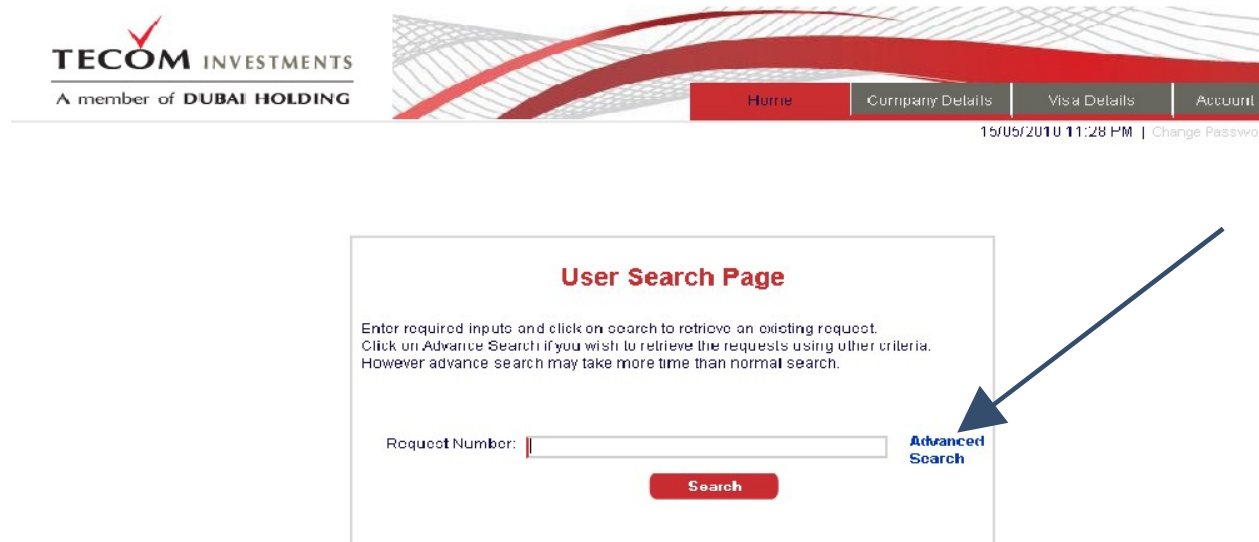 TECOM INVESTMENTS
A member of DUBAI HOLDING
Home Company Details Visa Details Account
15/05/2010 11:28 PM | Change Passwo
User Search Page
Enter required inputs and click on search to retrieve an existing request.
Click on Advance Search if you wish to retrieve the requests using other criteria.
However advance search may take more time than normal search.
Request Number:
Advanced
Search
Search